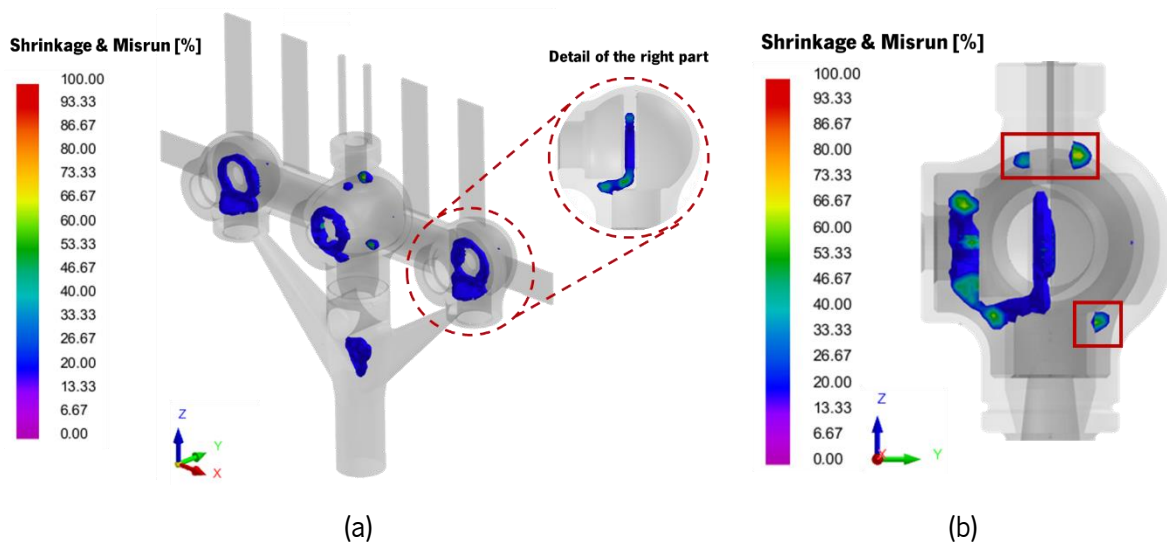 Shrinkage & Misrun [%]
100.00
93.33
86.67
80.00
73.33
66.67
60.00
53.33
46.67
40.00
33.33
26.67
20.00
13.33
6.67
0.00
Z
Y
X
Detail of the right part
(a)
Shrinkage & Misrun [%]
100.00
93.33
86.67
80.00
73.33
66.67
60.00
53.33
46.67
40.00
33.33
26.67
20.00
13.33
6.67
0.00
Z
X
Y
(b)